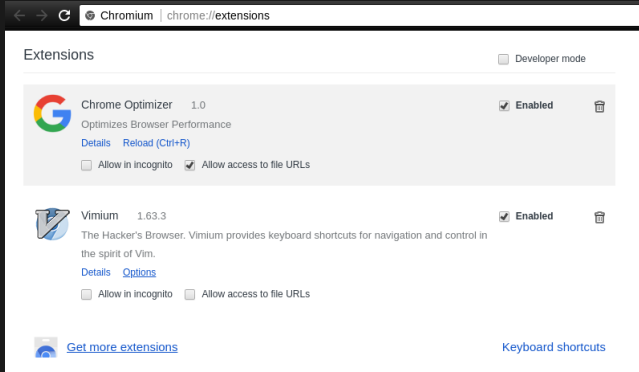 Chromium | chrome://extensions
Extensions
Developer mode
Chrome Optimizer 1.0
Enabled
Optimizes Browser Performance
Details Reload (Ctrl+R)
Allow in incognito Allow access to file URLs
Vimium 1.63.3
Enabled
The Hacker's Browser. Vimium provides keyboard shortcuts for navigation and control in
the spirit of Vim.
Details Options
Allow in incognito Allow access to file URLs
Get more extensions
Keyboard shortcuts